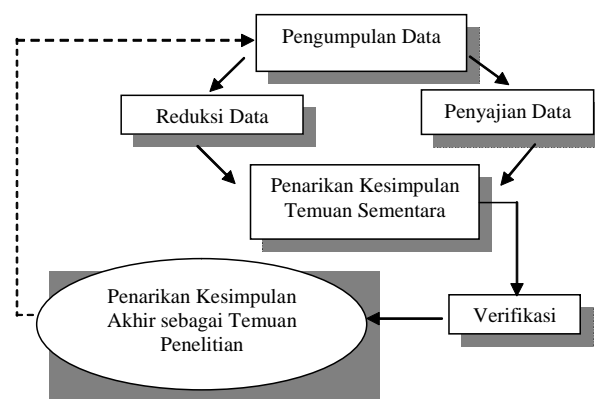 Pengumpulan Data
Reduksi Data
Penyajian Data
Penarikan Kesimpulan
Temuan Sementara
Verifikasi
Penarikan Kesimpulan
Akhir sebagai Temuan
Penelitian